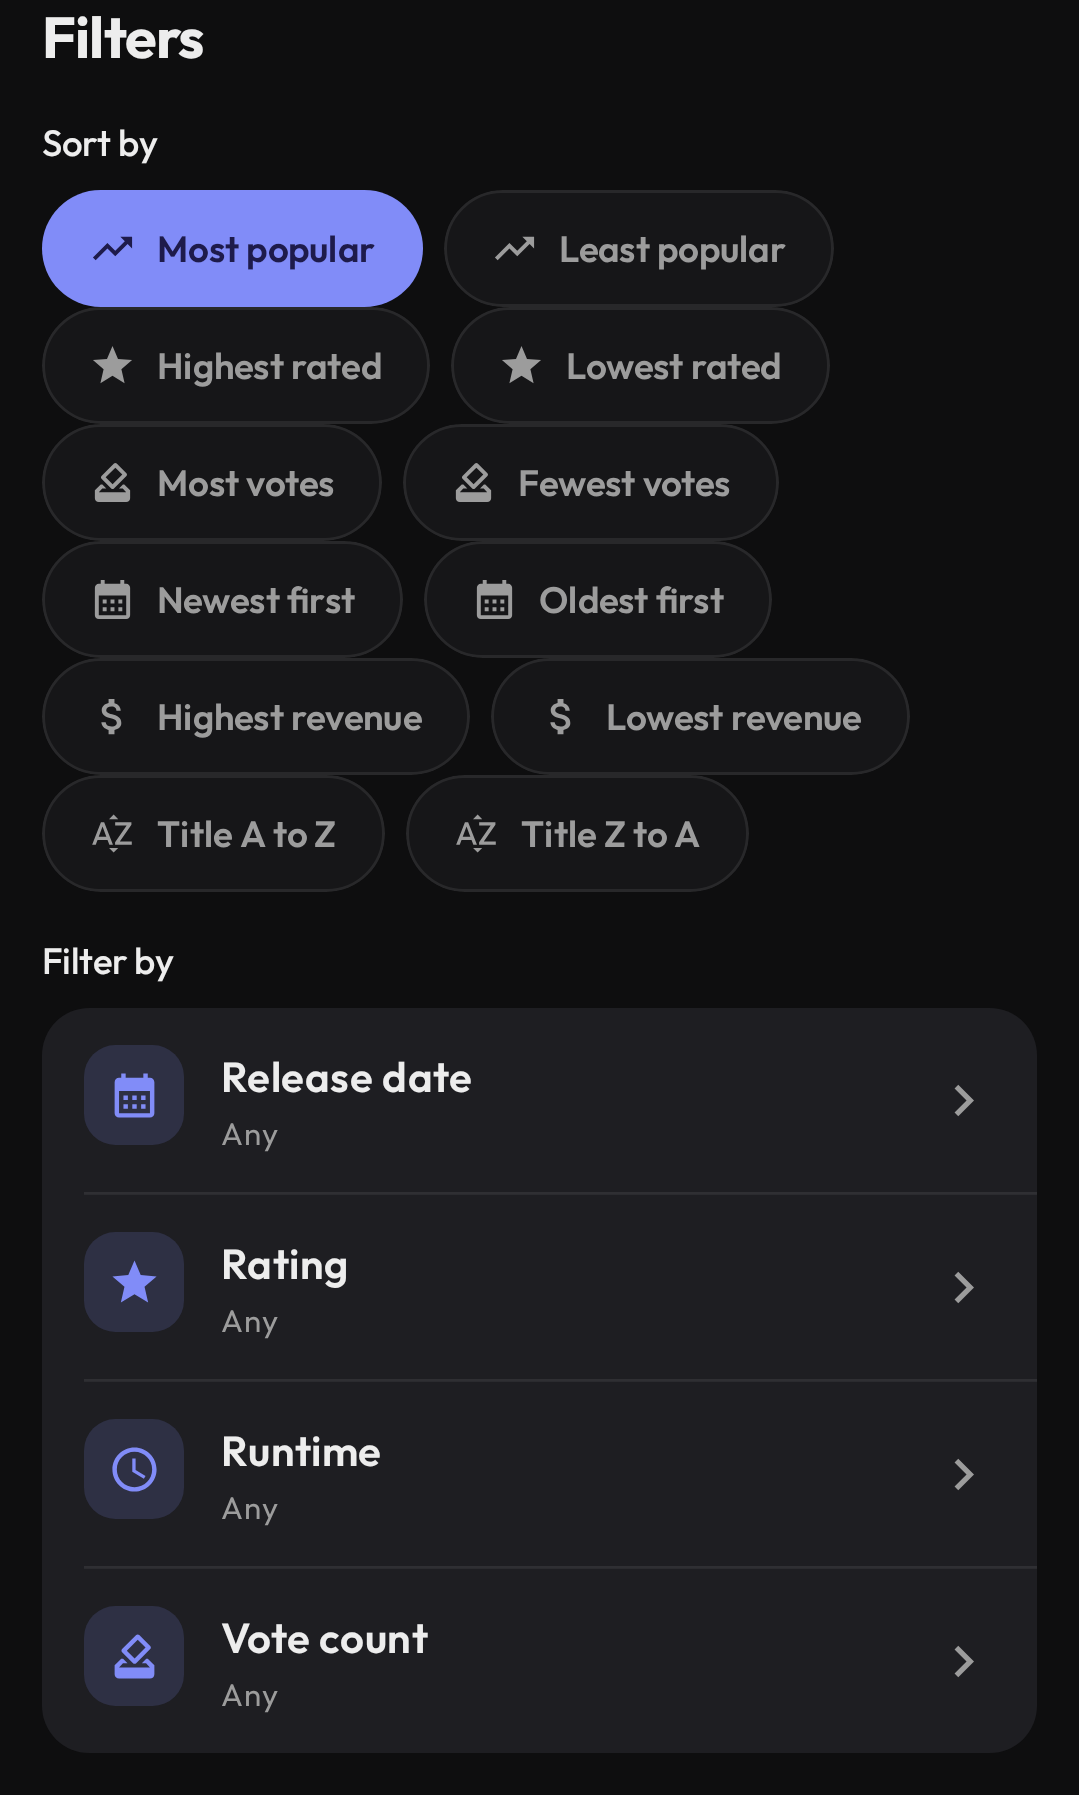 Filters
Sort by
Most popular
Least popular
Highest rated
Lowest rated
Most votes
Fewest votes
Newest first
Oldest first
$ Highest revenue
$ Lowest revenue
AZ Title A to Z
AZ Title Z to A
Filter by
Release date
Any
Rating
Any
Runtime
Any
Vote count
Any